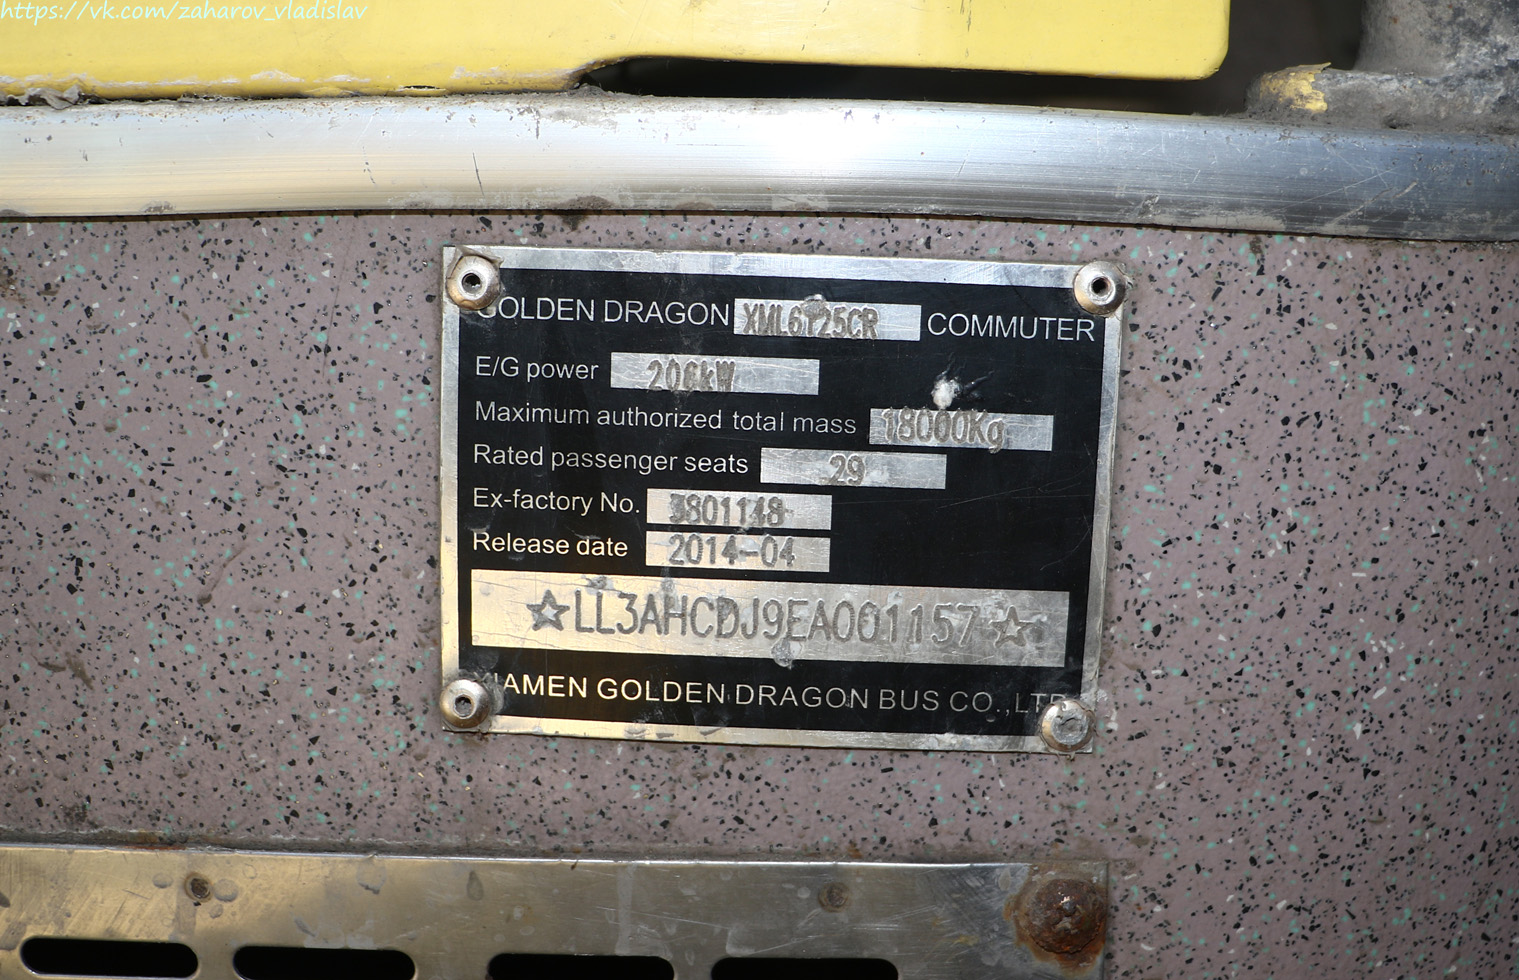 https://vk.com/zaharov_vladislav
GOLDEN DRAGON XML6125CR COMMUTER
E/G power 206kW
Maximum authorized total mass 18000Kg
Rated passenger seats 29
Ex-factory No.
Release date 2014-04
☆LL3AHCDJ9EA001157☆
XIAMEN GOLDEN DRAGON BUS CO.,LTD